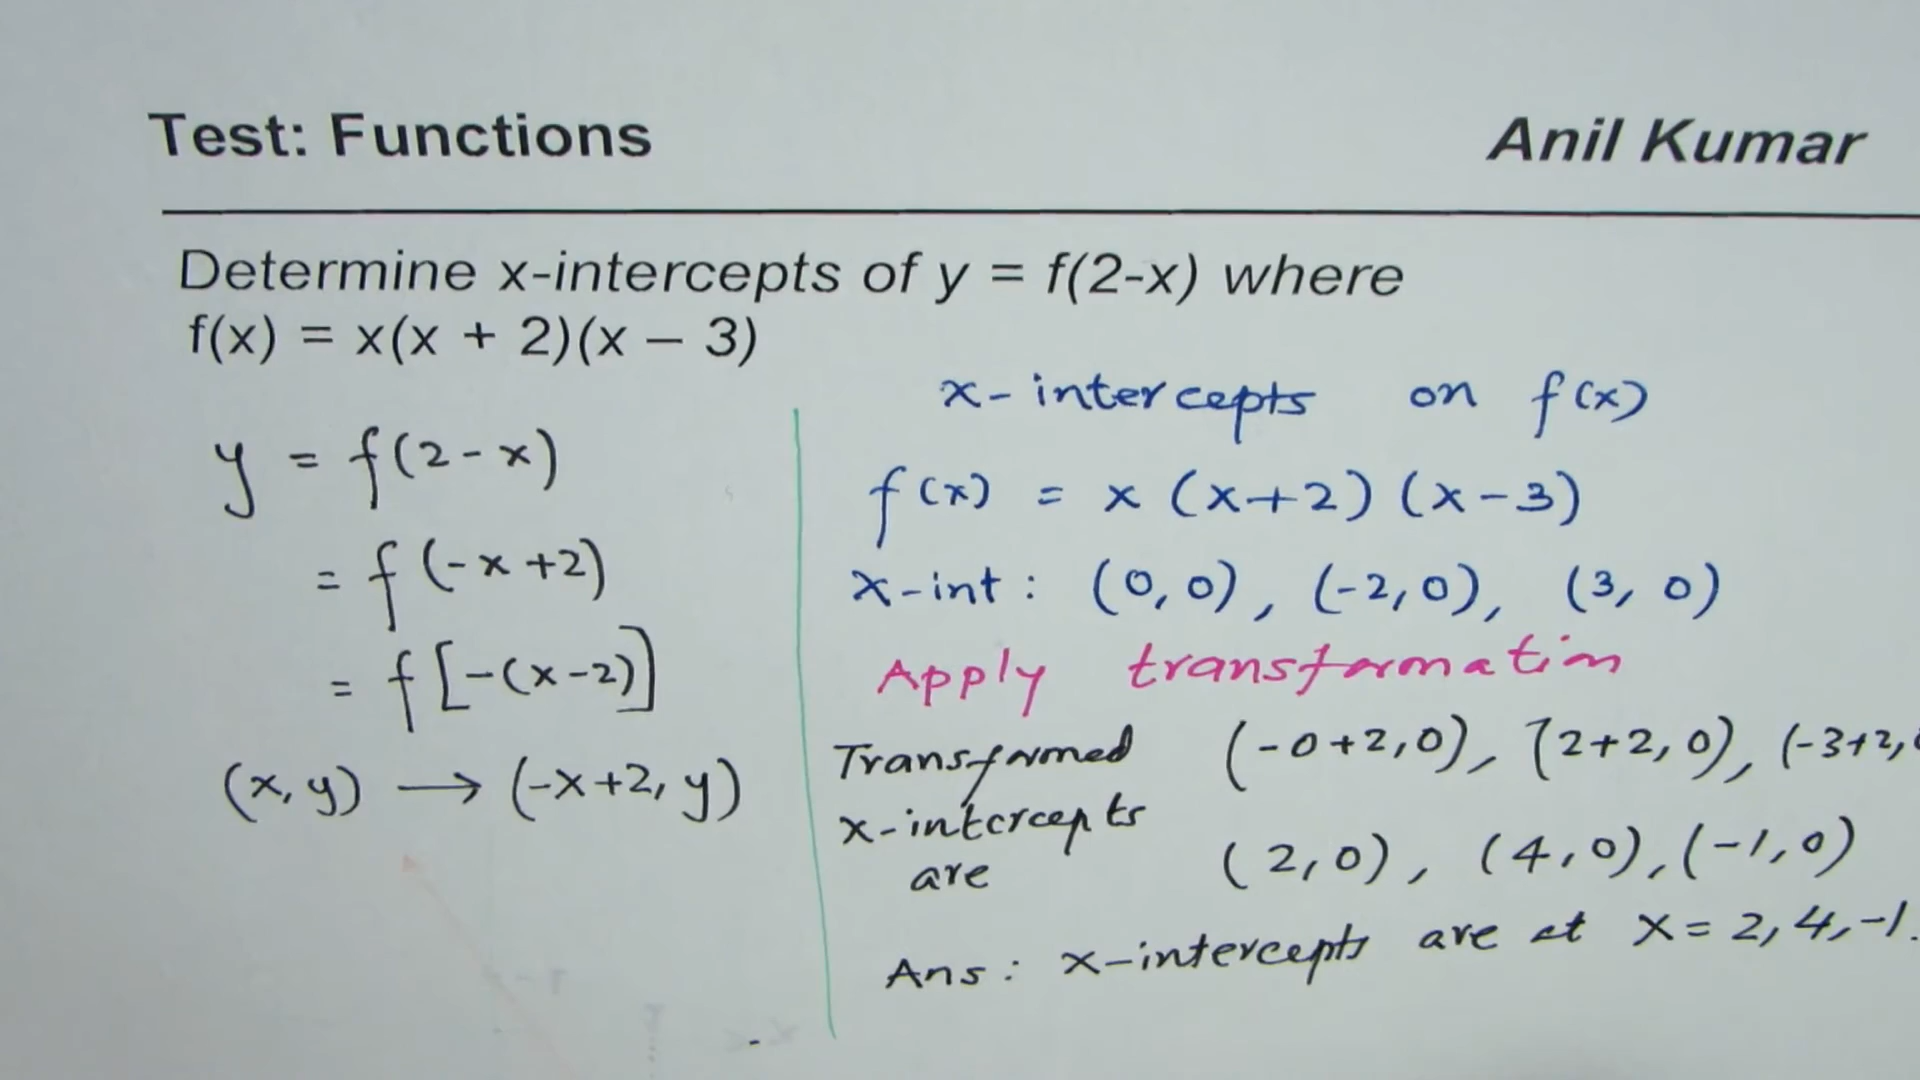 Test: Functions
Anil Kumar
Determine x-intercepts of y = f(2-x) where
f(x) = x(x + 2)(x – 3)
y = f(2-x)
= f(-x+2)
= f[-(x-2)]
(x, y) → (-x+2, y)
x-intercepts on f(x)
f(x) = x (x+2) (x-3)
x-int : (0,0), (-2,0), (3, 0)
Apply transformation
Transformed (-0+2,0), (2+2, 0), (-3+2,
x-intercepts
are (2,0), (4,0), (-1,0)
Ans : x-intercepts are at x = 2, 4, -1.